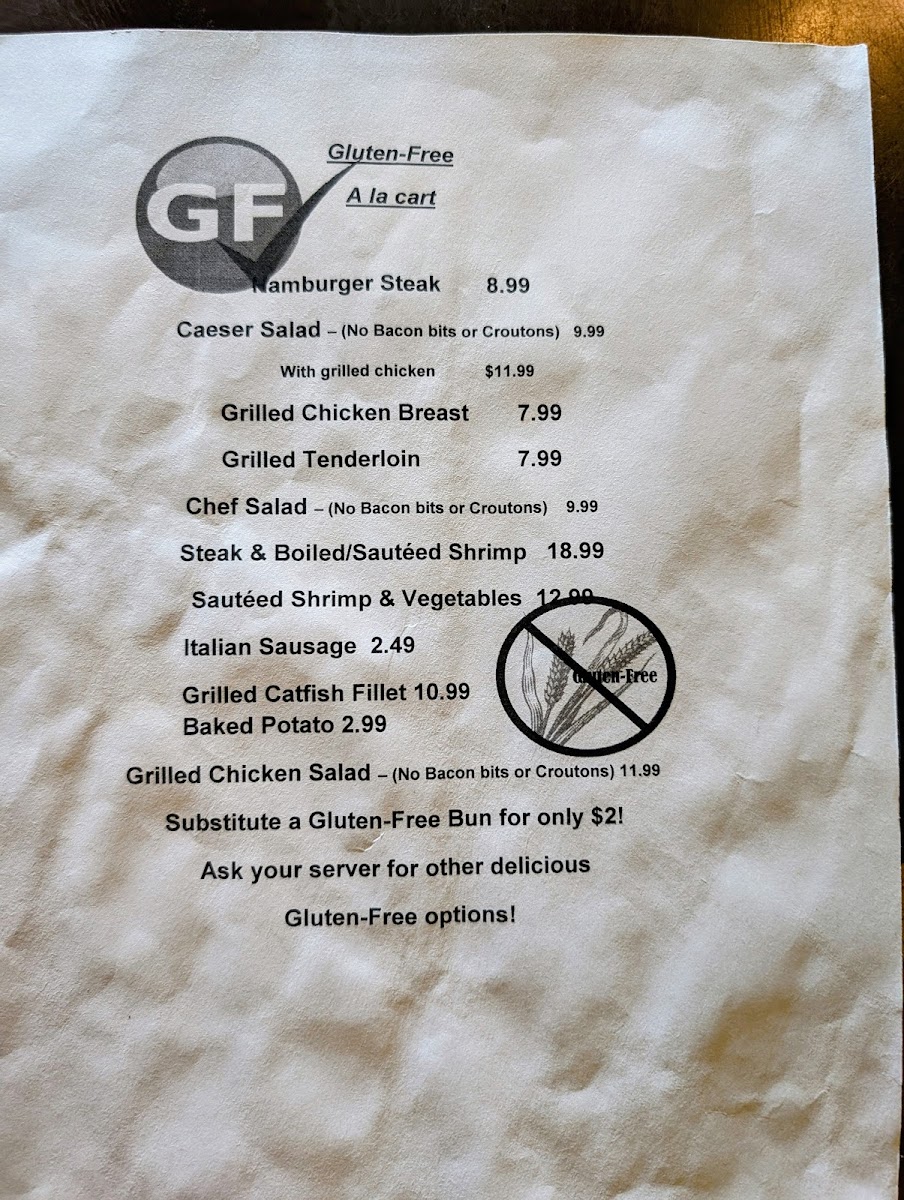 GF
Gluten-Free
A la cart
Hamburger Steak 8.99
Caeser Salad – (No Bacon bits or Croutons) 9.99
With grilled chicken $11.99
Grilled Chicken Breast 7.99
Grilled Tenderloin 7.99
Chef Salad – (No Bacon bits or Croutons) 9.99
Steak & Boiled/Sautéed Shrimp 18.99
Sautéed Shrimp & Vegetables 12.99
Italian Sausage 2.49
Gluten-Free
Grilled Catfish Fillet 10.99
Baked Potato 2.99
Grilled Chicken Salad – (No Bacon bits or Croutons) 11.99
Substitute a Gluten-Free Bun for only $2!
Ask your server for other delicious
Gluten-Free options!